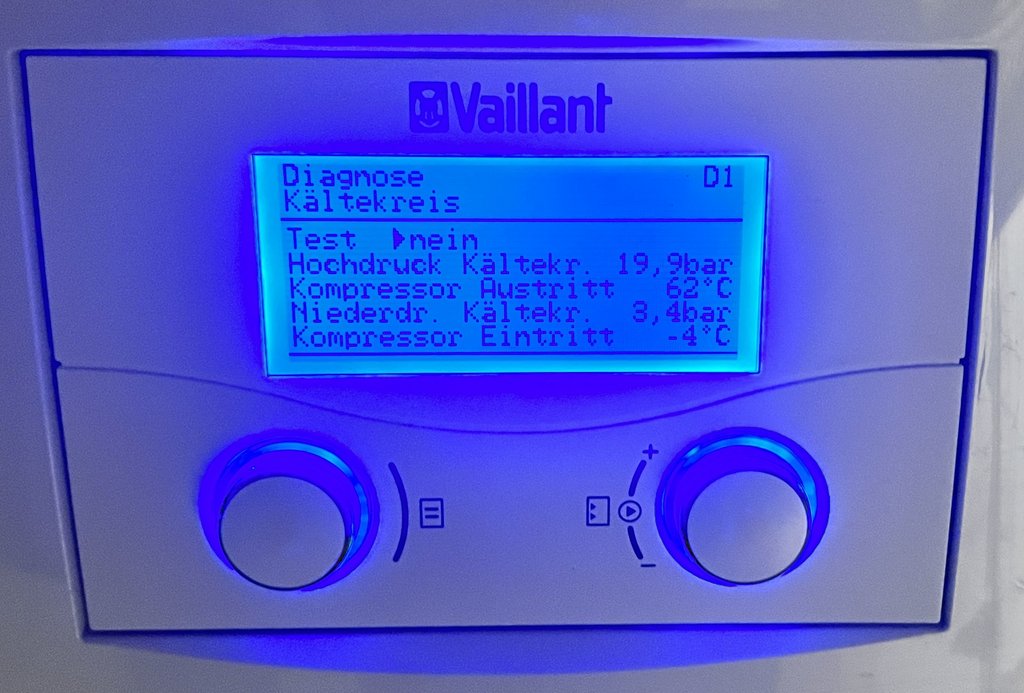 Vaillant
Diagnose D1
Kältekreis
Test ▶nein
Hochdruck Kältekr. 19,9bar
Kompressor Austritt 62°C
Niederdr. Kältekr. 3,4bar
Kompressor Eintritt -4°C
+
−